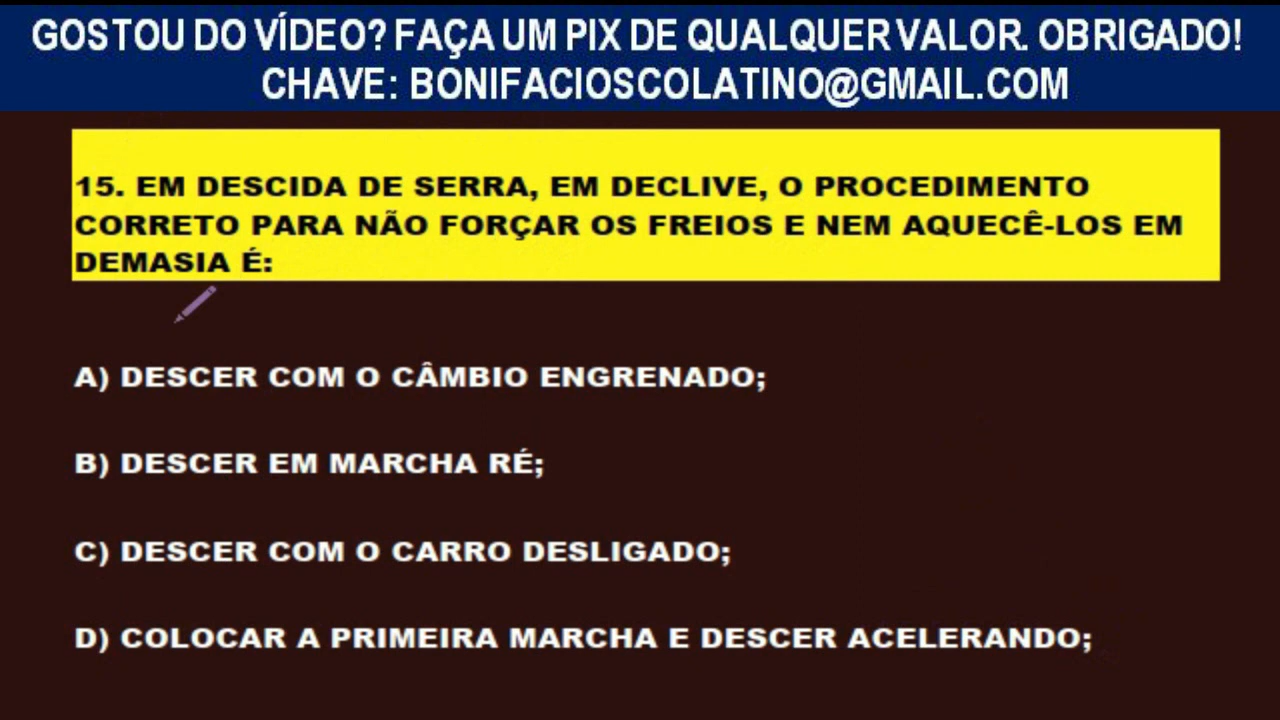 GOSTOU DO VÍDEO? FAÇA UM PIX DE QUALQUER VALOR. OBRIGADO!
CHAVE: BONIFACIOSCOLATINO@GMAIL.COM
15. EM DESCIDA DE SERRA, EM DECLIVE, O PROCEDIMENTO
CORRETO PARA NÃO FORÇAR OS FREIOS E NEM AQUECÊ-LOS EM
DEMASIA É:
A) DESCER COM O CÂMBIO ENGRENADO;
B) DESCER EM MARCHA RÉ;
C) DESCER COM O CARRO DESLIGADO;
D) COLOCAR A PRIMEIRA MARCHA E DESCER ACELERANDO;